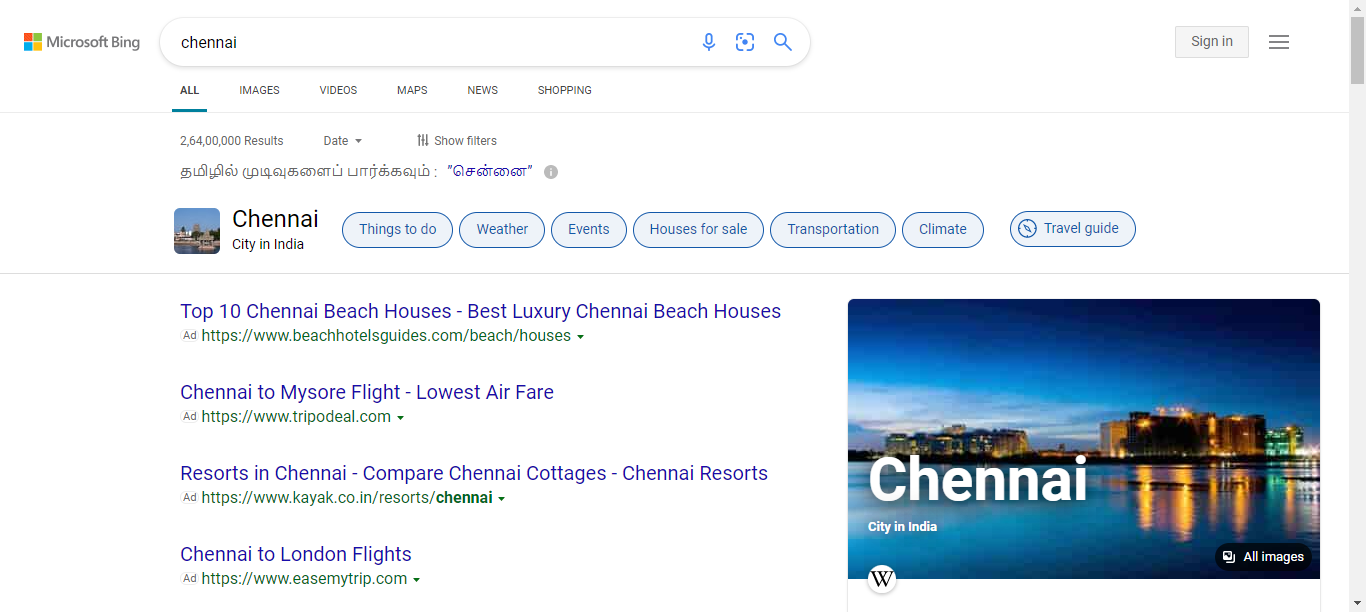 Microsoft Bing
chennai
Sign in
ALL IMAGES VIDEOS MAPS NEWS SHOPPING
2,64,00,000 Results Date Show filters
தமிழில் முடிவுகளைப் பார்க்கவும் : "சென்னை"
Chennai
City in India
Things to do Weather Events Houses for sale Transportation Climate Travel guide
Top 10 Chennai Beach Houses - Best Luxury Chennai Beach Houses
Ad https://www.beachhotelsguides.com/beach/houses
Chennai to Mysore Flight - Lowest Air Fare
Ad https://www.tripodeal.com
Resorts in Chennai - Compare Chennai Cottages - Chennai Resorts
Ad https://www.kayak.co.in/resorts/chennai
Chennai to London Flights
Ad https://www.easemytrip.com
Chennai
City in India
All images
W